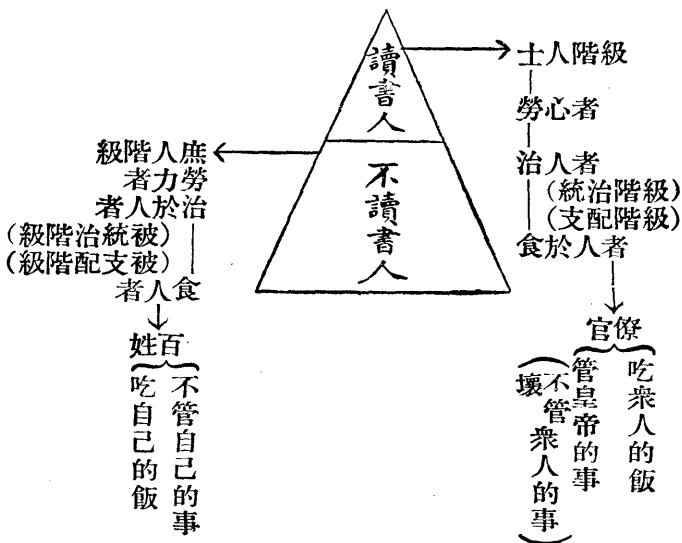 讀書人
不讀書人
士人階級
勞心者
治人者
(統治階級)
(支配階級)
食於人者
官僚
吃衆人的飯
管皇帝的事
(不管衆人的事)
壞
庶人階級
勞力者
治於人者
(被統治階級)
(被支配階級)
食人者
百姓
不管自己的事
吃自己的飯